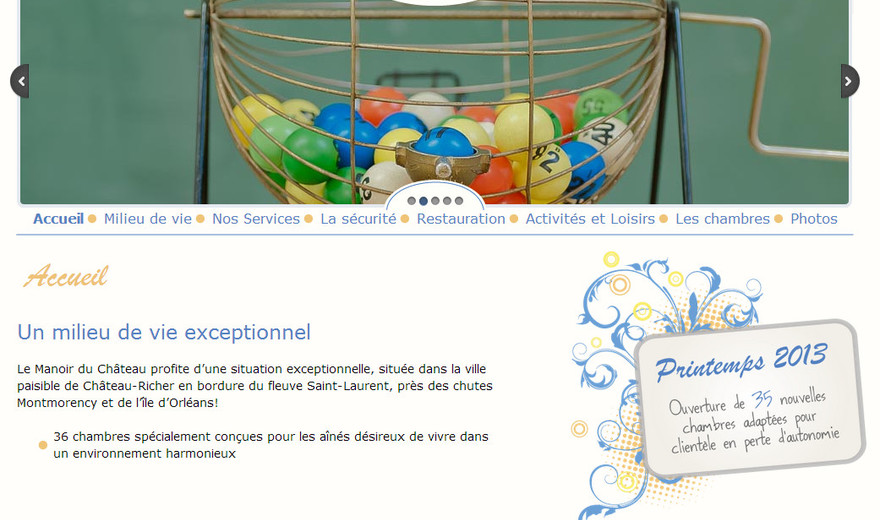 55
40
92
Accueil Milieu de vie Nos Services La sécurité Restauration Activités et Loisirs Les chambres Photos
Accueil
Un milieu de vie exceptionnel
Le Manoir du Château profite d’une situation exceptionnelle, située dans la ville
paisible de Château-Richer en bordure du fleuve Saint-Laurent, près des chutes
Montmorency et de l’île d’Orléans!
36 chambres spécialement conçues pour les aînés désireux de vivre dans
un environnement harmonieux
Printemps 2013
Ouverture de 35 nouvelles
chambres adaptées pour
clientèle en perte d'autonomie